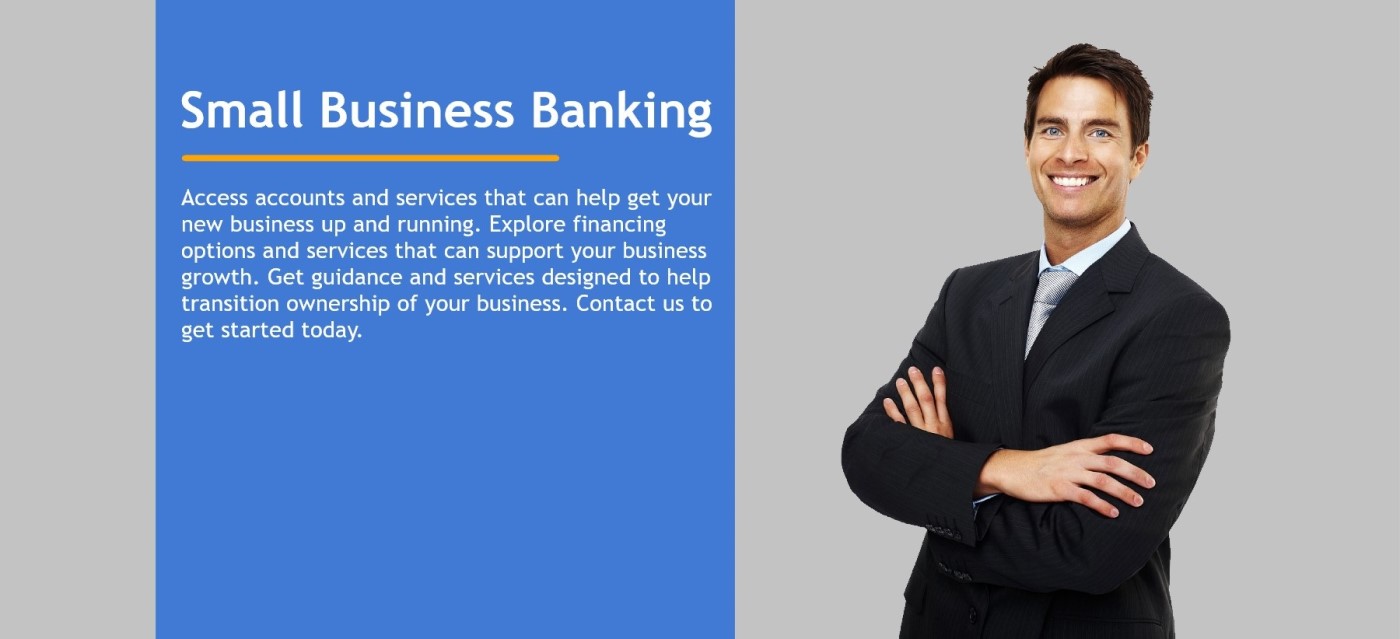 Small Business Banking
Access accounts and services that can help get your
new business up and running. Explore financing
options and services that can support your business
growth. Get guidance and services designed to help
transition ownership of your business. Contact us to
get started today.